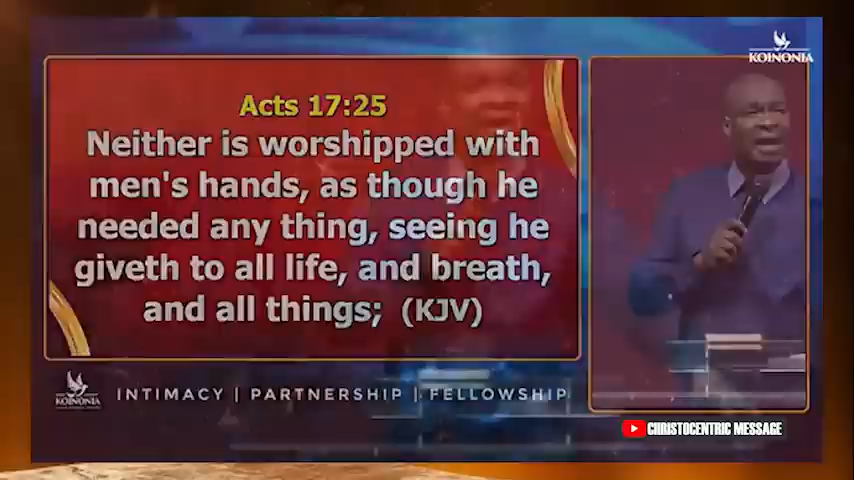 KOINONIA
Acts 17:25
Neither is worshipped with
men's hands, as though he
needed any thing, seeing he
giveth to all life, and breath,
and all things; (KJV)
KOINONIA
INTIMACY | PARTNERSHIP | FELLOWSHIP
CHRISTOCENTRIC MESSAGE